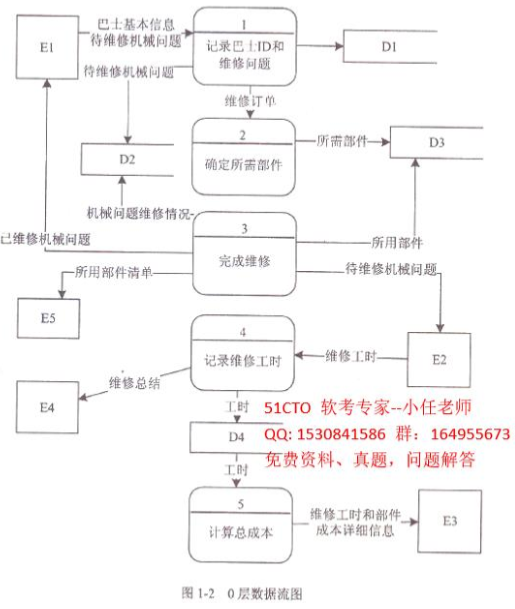 巴士基本信息
待维修机械问题
1
记录巴士ID和
维修问题
E1
D1
待维修机械问题
维修订单
2
确定所需部件
所需部件
D3
D2
机械问题维修情况
3
完成维修
已维修机械问题
所用部件
待维修机械问题
所用部件清单
E5
4
记录维修工时
维修工时
E2
维修总结
E4
工时
51CTO 软考专家--小任老师
D4
QQ: 1530841586 群：164955673
工时
免费资料、真题，问题解答
5
计算总成本
维修工时和部件
成本详细信息
E3
图 1-2 0 层数据流图